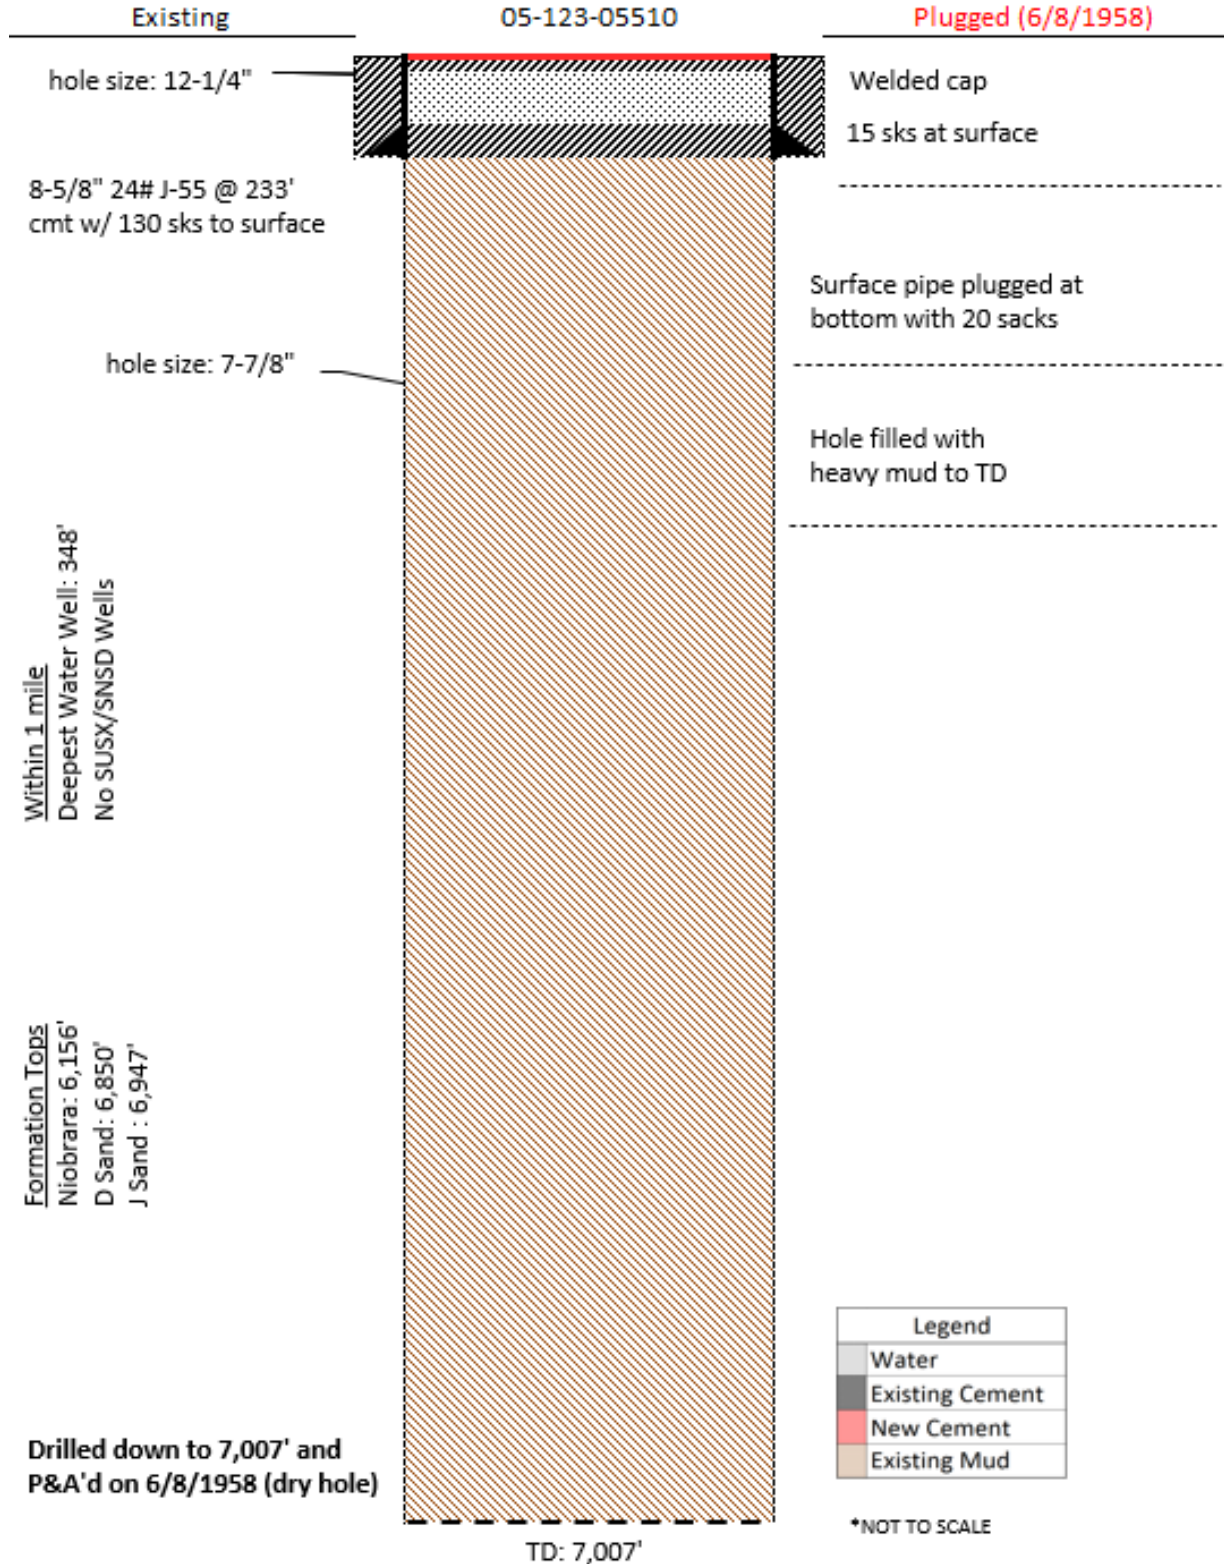 Existing
05-123-05510
Plugged (6/8/1958)
hole size: 12-1/4"
Welded cap
15 sks at surface
8-5/8" 24# J-55 @ 233'
cmt w/ 130 sks to surface
Surface pipe plugged at
bottom with 20 sacks
hole size: 7-7/8"
Hole filled with
heavy mud to TD
Within 1 mile
Deepest Water Well: 348'
No SUSX/SNSD Wells
Formation Tops
Niobrara: 6,156'
D Sand: 6,850'
J Sand : 6,947'
Legend
Water
Existing Cement
New Cement
Existing Mud
Drilled down to 7,007' and
P&A'd on 6/8/1958 (dry hole)
*NOT TO SCALE
TD: 7,007'